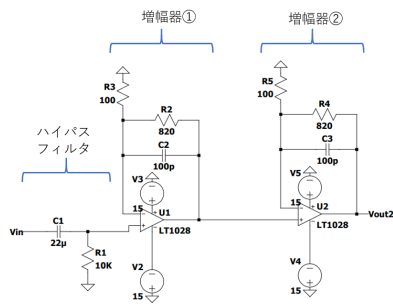 増幅器①
増幅器②
R3
100
R5
100
R2
820
R4
820
ハイパス
フィルタ
C2
100p
C3
100p
V3
V5
15
U1
15
U2
C1
Vin
22µ
LT1028
LT1028
Vout2
R1
10K
V2
15
V4
15